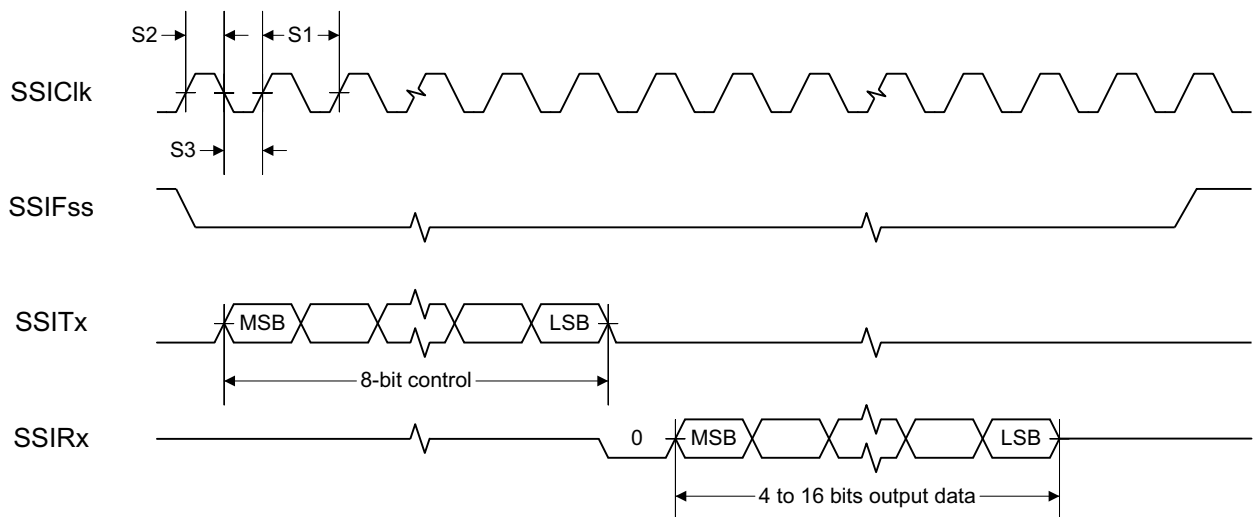 S2
S1
SSIClk
S3
SSIFss
SSITx
MSB
LSB
8-bit control
SSIRx
0
MSB
LSB
4 to 16 bits output data